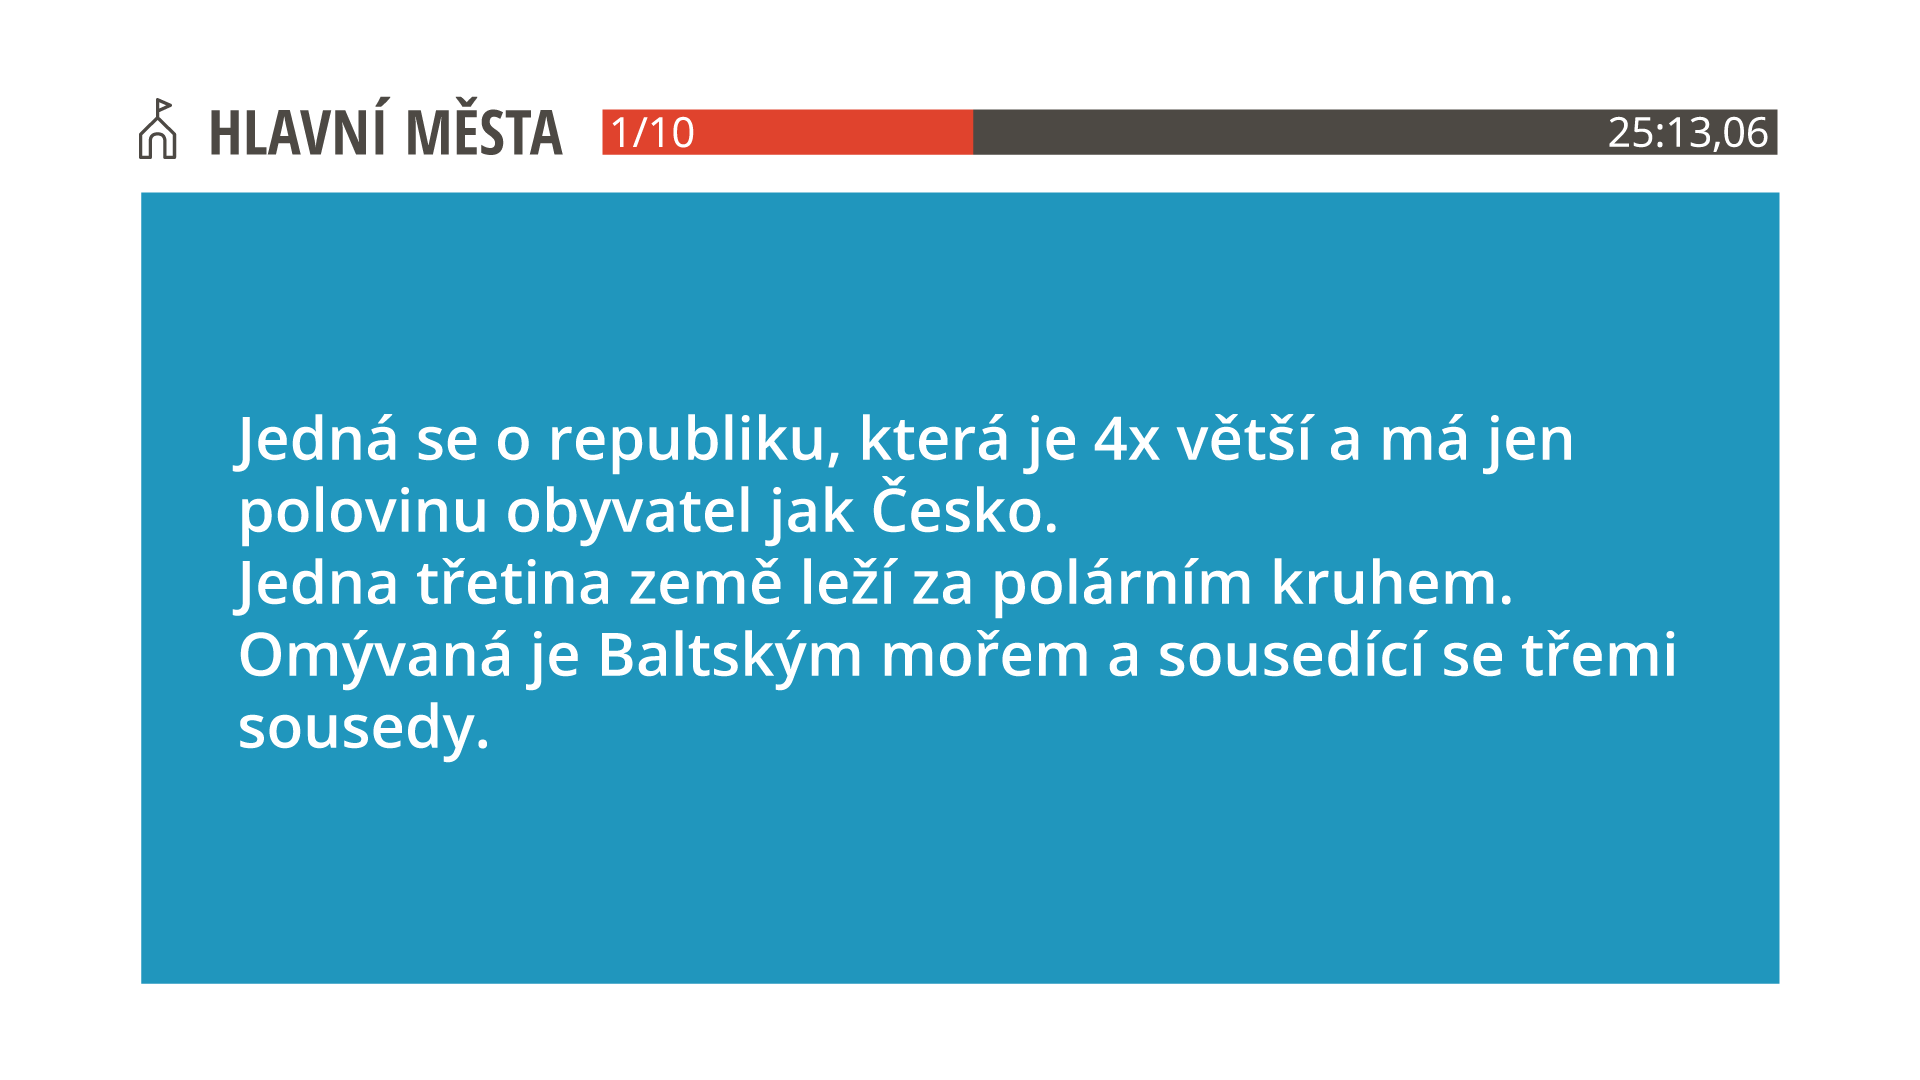 HLAVNÍ MĚSTA
1/10
25:13,06
Jedná se o republiku, která je 4x větší a má jen
polovinu obyvatel jak Česko.
Jedna třetina země leží za polárním kruhem.
Omývaná je Baltským mořem a sousedící se třemi
sousedy.